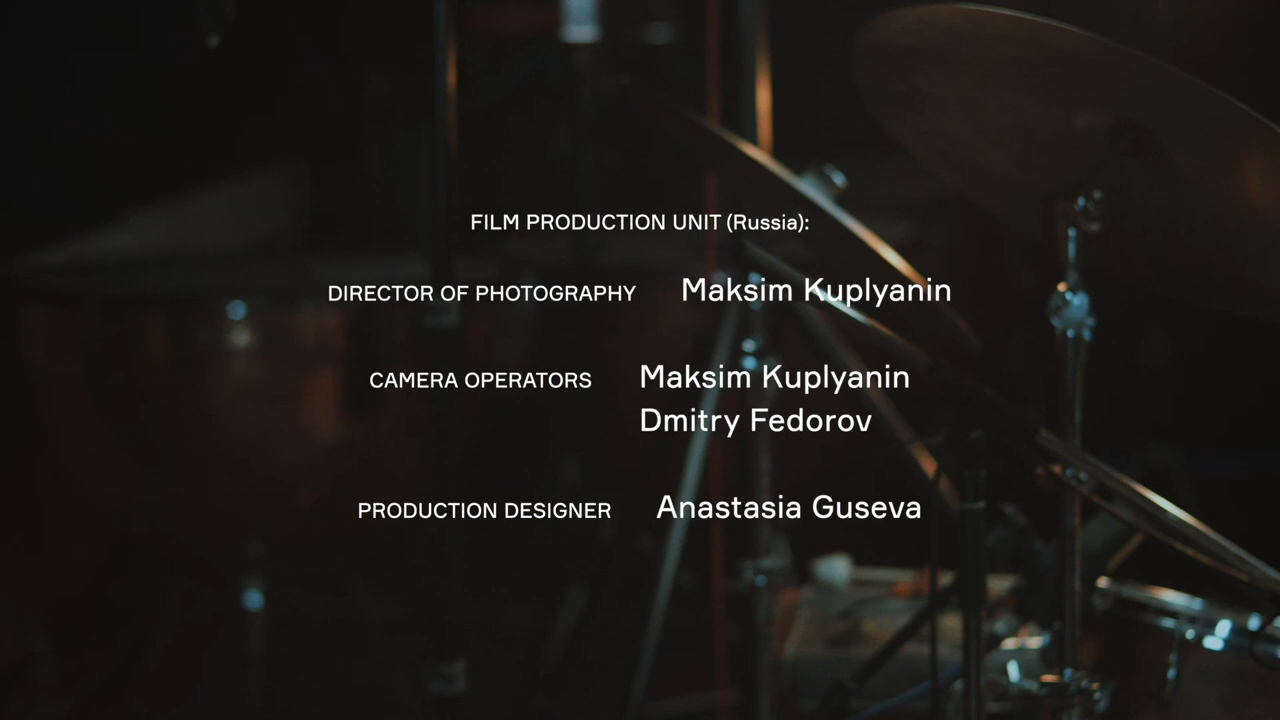 FILM PRODUCTION UNIT (Russia):
DIRECTOR OF PHOTOGRAPHY Maksim Kuplyanin
CAMERA OPERATORS Maksim Kuplyanin
Dmitry Fedorov
PRODUCTION DESIGNER Anastasia Guseva